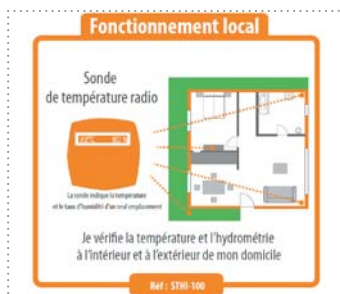 Fonctionnement local
Sonde
de température radio
La sonde indique la température
et le taux d'humidité d'un seul emplacement
Je vérifie la température et l'hydrométrie
à l'intérieur et à l'extérieur de mon domicile
Réf : STHI-100